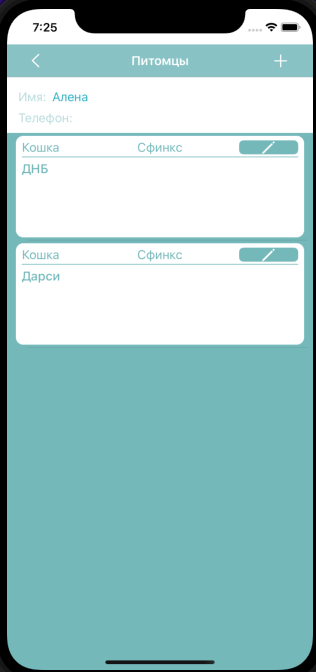 7:25
Питомцы
Имя: Алена
Телефон:
Кошка Сфинкс
ДНБ
Кошка Сфинкс
Дарси